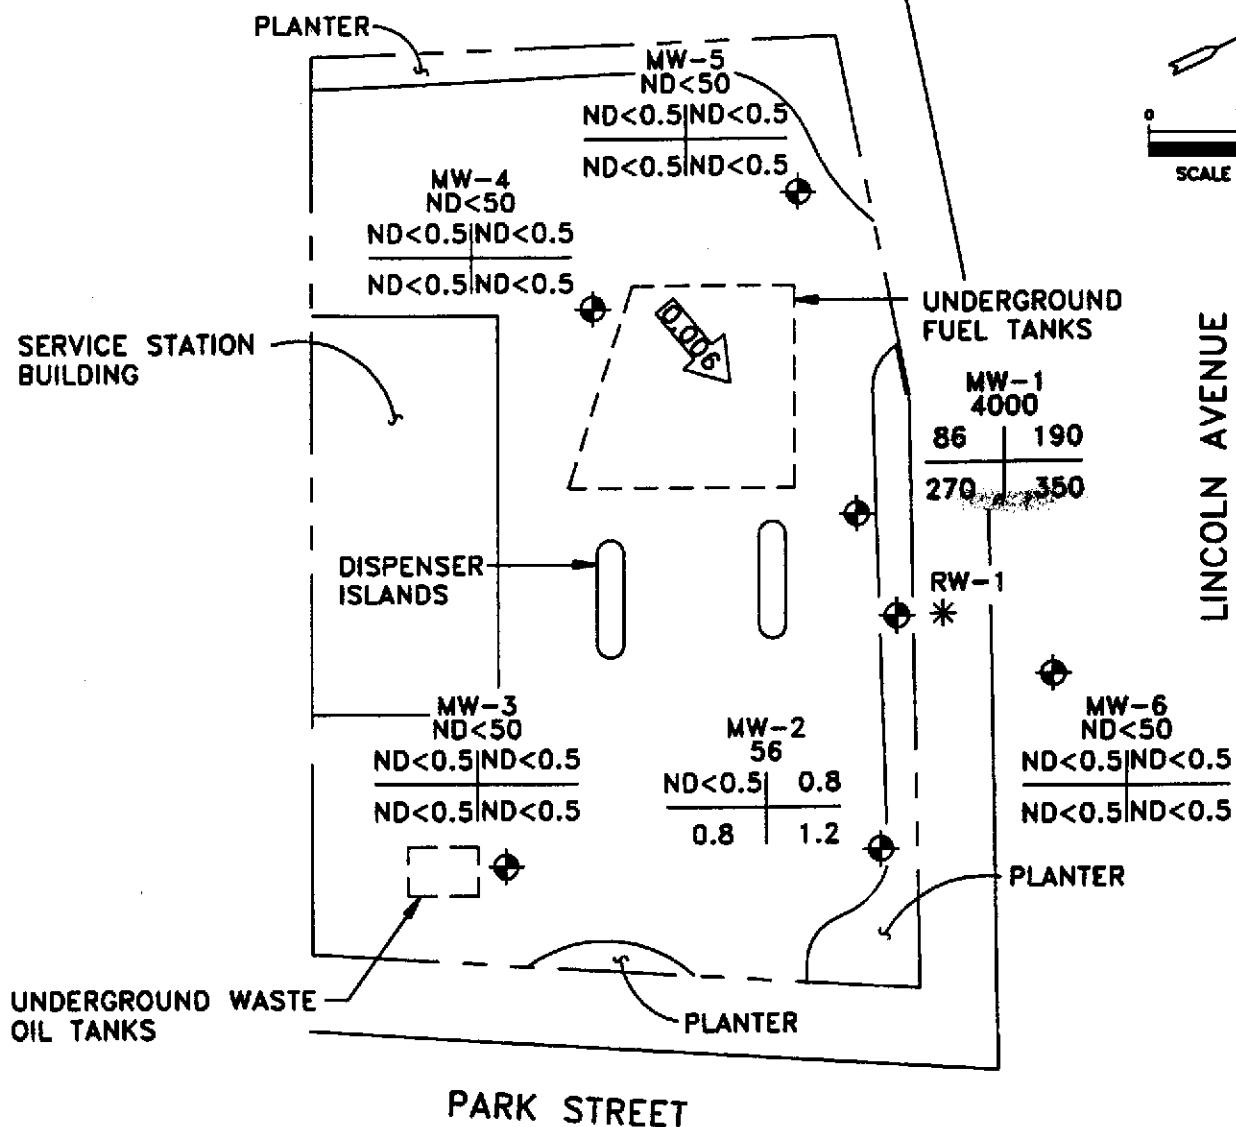 PLANTER
MW-5
ND<50
ND<0.5 ND<0.5
ND<0.5 ND<0.5
0
SCALE
MW-4
ND<50
ND<0.5 ND<0.5
ND<0.5 ND<0.5
0.006
UNDERGROUND
FUEL TANKS
SERVICE STATION
BUILDING
MW-1
4000
86 190
270 350
LINCOLN AVENUE
DISPENSER
ISLANDS
RW-1
*
MW-3
ND<50
ND<0.5 ND<0.5
ND<0.5 ND<0.5
MW-2
56
ND<0.5 0.8
0.8 1.2
MW-6
ND<50
ND<0.5 ND<0.5
ND<0.5 ND<0.5
PLANTER
UNDERGROUND WASTE
OIL TANKS
PLANTER
PARK STREET